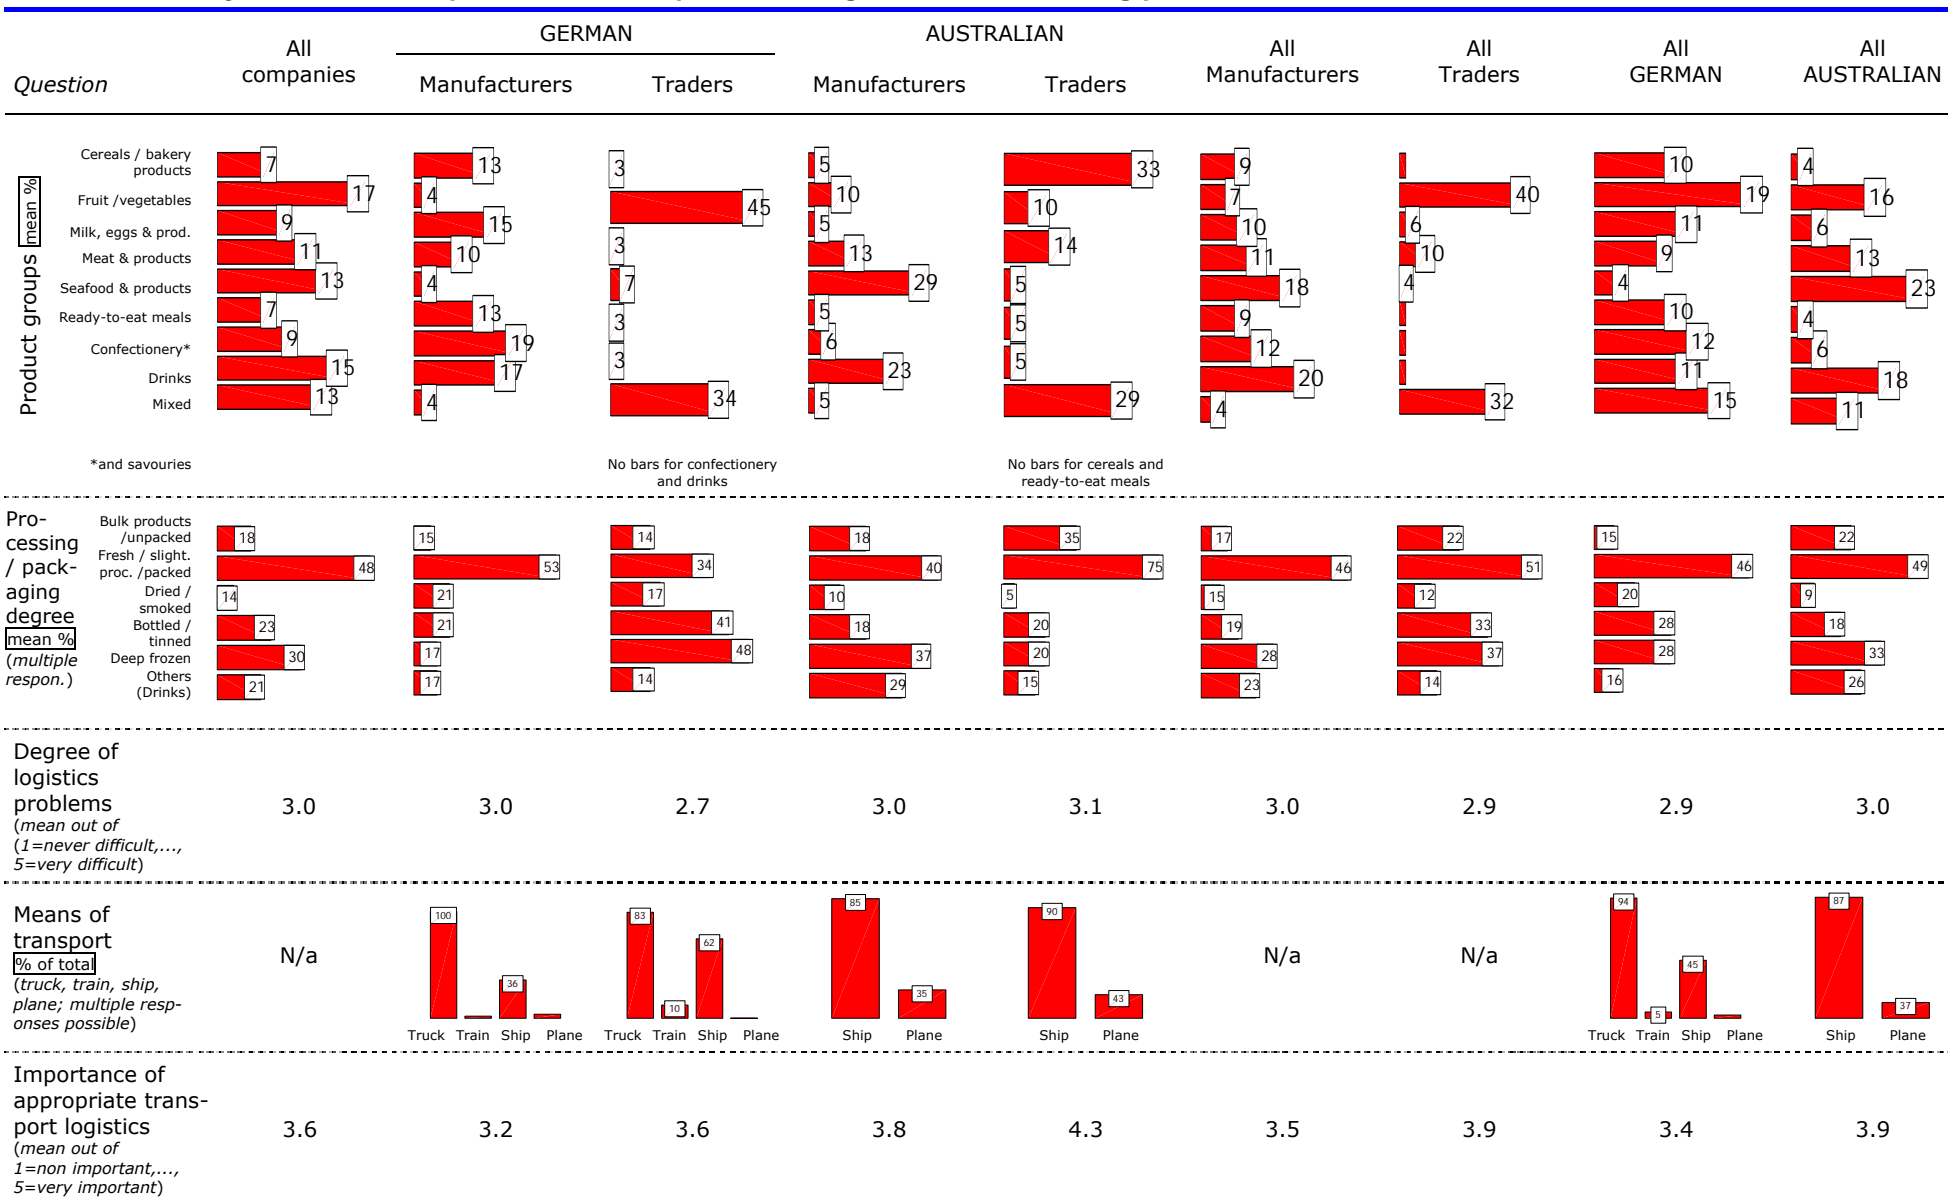 GERMAN AUSTRALIAN
Question All companies Manufacturers Traders Manufacturers Traders All Manufacturers All Traders All GERMAN All AUSTRALIAN
Product groups mean %
Cereals / bakery products 7 13 3 5 33 9 10 4
Fruit /vegetables 17 4 45 10 10 7 40 19 16
Milk, eggs & prod. 9 15 3 5 14 10 6 11 6
Meat & products 11 10 7 13 5 11 10 9 13
Seafood & products 13 4 3 29 5 18 4 4 23
Ready-to-eat meals 7 13 3 5 5 9 10 4
Confectionery* 9 19 34 6 29 12 12 6
Drinks 15 17 23 20 11 18
Mixed 13 4 5 4 32 15 11
*and savouries
No bars for confectionery and drinks
No bars for cereals and ready-to-eat meals
Pro-
cessing
/ pack-
aging
degree
mean %
(multiple
respon.)
Bulk products /unpacked 18 15 14 18 35 17 22 15 22
Fresh / slight. proc. /packed 48 53 34 40 75 46 51 46 49
Dried / smoked 14 21 17 10 5 15 12 20 9
Bottled / tinned 23 21 41 18 20 19 33 28 18
Deep frozen 30 17 48 37 20 28 37 28 33
Others (Drinks) 21 17 14 29 15 23 14 16 26
Degree of
logistics
problems
(mean out of
(1=never difficult,...,
5=very difficult)
3.0 3.0 2.7 3.0 3.1 3.0 2.9 2.9 3.0
Means of
transport
% of total
(truck, train, ship,
plane; multiple resp-
onses possible)
N/a
100 36
Truck Train Ship Plane
83 10 62
Truck Train Ship Plane
85 35
Ship Plane
90 43
Ship Plane
N/a
N/a
94 5 45
Truck Train Ship Plane
87 37
Ship Plane
Importance of
appropriate trans-
port logistics
(mean out of
1=non important,...,
5=very important)
3.6 3.2 3.6 3.8 4.3 3.5 3.9 3.4 3.9